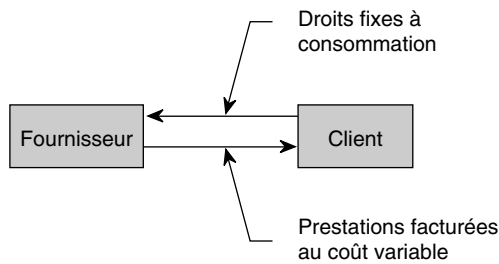 Droits fixes à
consommation
Fournisseur
Client
Prestations facturées
au coût variable